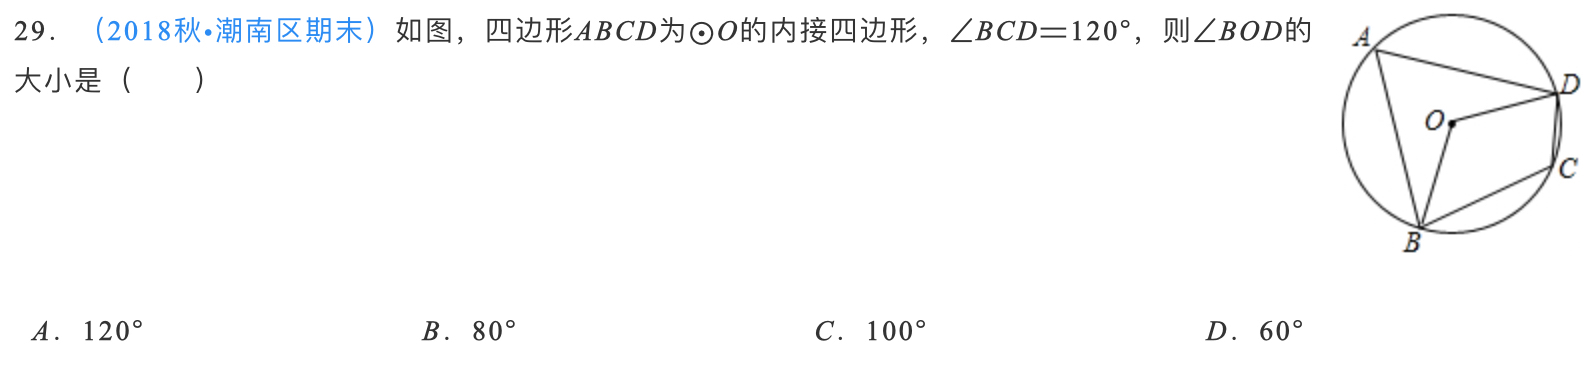 29. （2018秋•潮南区期末）如图，四边形ABCD为⊙O的内接四边形，∠BCD＝120°，则∠BOD的
大小是（　　）
A
D
O
C
B
A. 120°
B. 80°
C. 100°
D. 60°